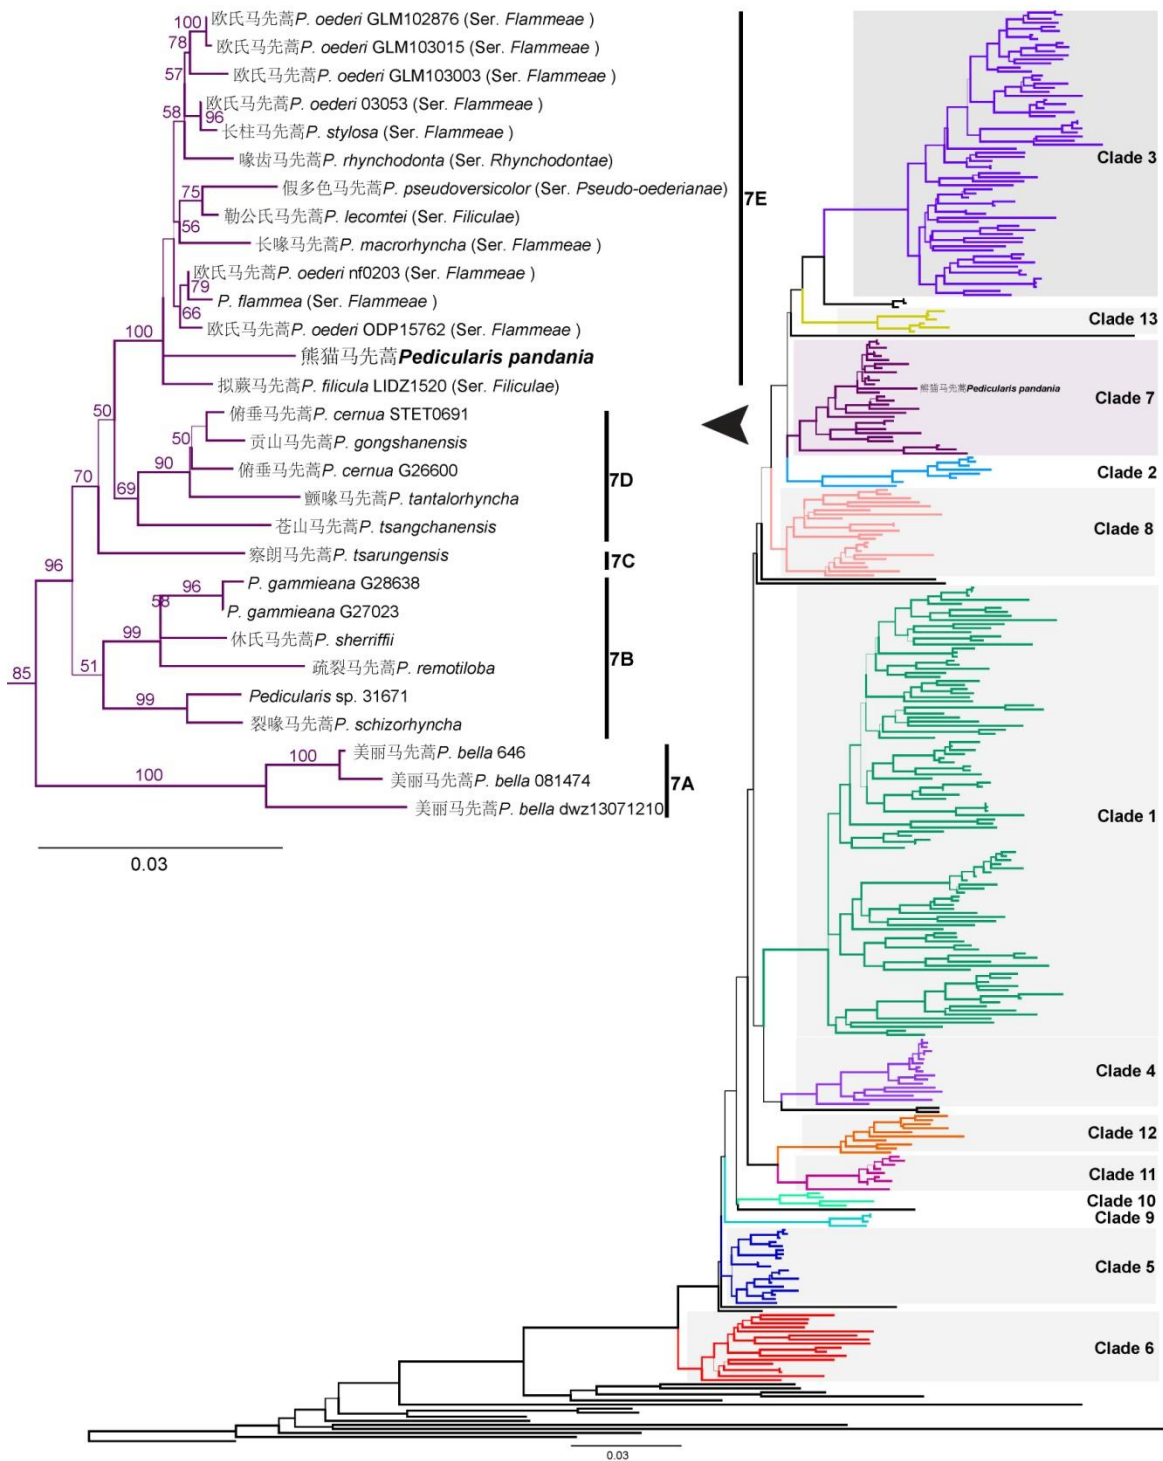 100
欧氏马先蒿P. oederi GLM102876 (Ser. Flammeae )
78
欧氏马先蒿P. oederi GLM103015 (Ser. Flammeae )
57
欧氏马先蒿P. oederi GLM103003 (Ser. Flammeae )
欧氏马先蒿P. oederi 03053 (Ser. Flammeae )
58
96
长柱马先蒿P. stylosa (Ser. Flammeae )
喙齿马先蒿P. rhynchodonta (Ser. Rhynchodontae)
75
假多色马先蒿P. pseudoversicolor (Ser. Pseudo-oederianae)
勒公氏马先蒿P. lecomtei (Ser. Filiculae)
56
长喙马先蒿P. macrorhyncha (Ser. Flammeae )
欧氏马先蒿P. oederi nf0203 (Ser. Flammeae )
79
P. flammea (Ser. Flammeae )
66
欧氏马先蒿P. oederi ODP15762 (Ser. Flammeae )
100
熊猫马先蒿Pedicularis pandania
拟蕨马先蒿P. filicula LIDZ1520 (Ser. Filiculae)
7E
50
俯垂马先蒿P. cernua STET0691
50
贡山马先蒿P. gongshanensis
90
俯垂马先蒿P. cernua G26600
70
69
颤喙马先蒿P. tantalorhyncha
苍山马先蒿P. tsangchanensis
7D
察朗马先蒿P. tsarungensis
7C
96
96
P. gammieana G28638
58
P. gammieana G27023
99
休氏马先蒿P. sherriffii
51
疏裂马先蒿P. remotiloba
7B
85
99
Pedicularis sp. 31671
裂喙马先蒿P. schizorhyncha
100
美丽马先蒿P. bella 646
100
美丽马先蒿P. bella 081474
7A
美丽马先蒿P. bella dwz13071210
0.03
Clade 3
Clade 13
熊猫马先蒿Pedicularis pandania
Clade 7
Clade 2
Clade 8
Clade 1
Clade 4
Clade 12
Clade 11
Clade 10
Clade 9
Clade 5
Clade 6
0.03